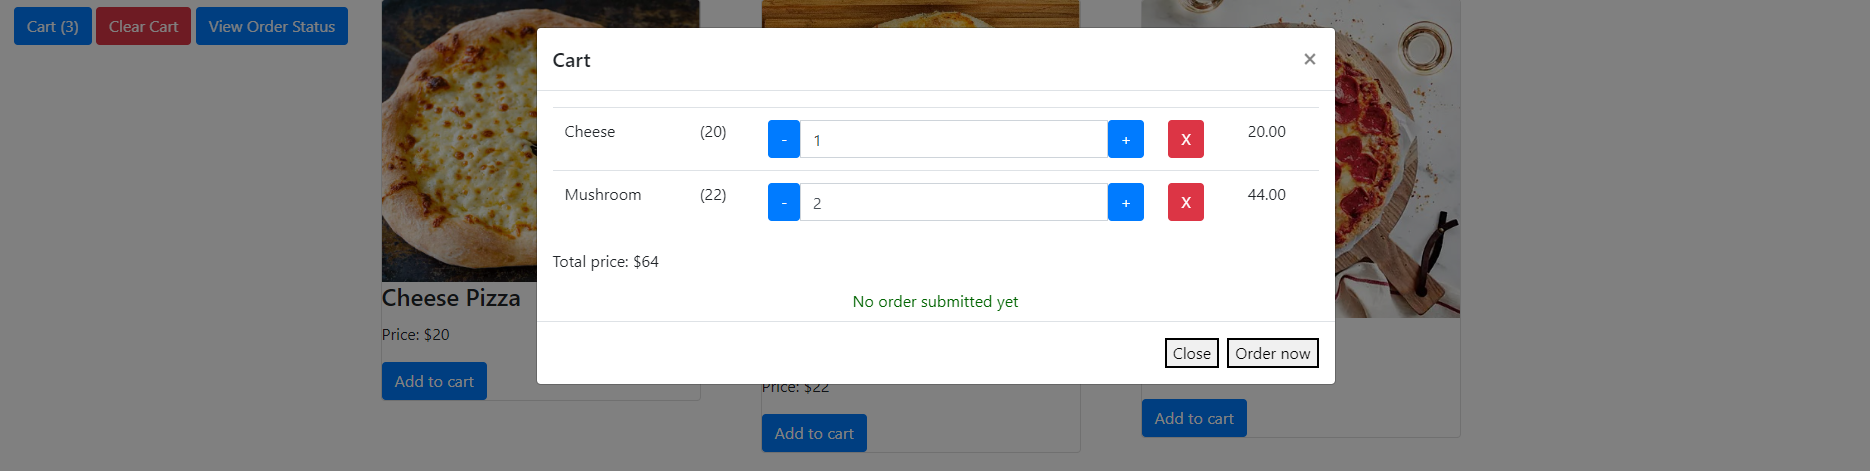 Cart (3) Clear Cart View Order Status
Cart ×
Cheese (20) - 1 + X 20.00
Mushroom (22) - 2 + X 44.00
Total price: $64
No order submitted yet
Close Order now
Cheese Pizza
Price: $20
Add to cart
Price: $22
Add to cart
Add to cart